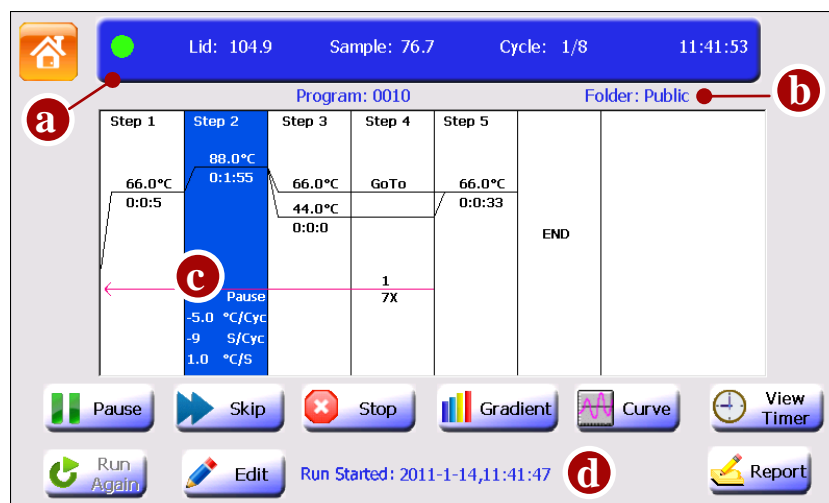 Lid: 104.9 Sample: 76.7 Cycle: 1/8 11:41:53
a
b
Program: 0010 Folder: Public
Step 1 Step 2 Step 3 Step 4 Step 5
88.0°C
0:1:55
66.0°C 66.0°C GoTo 66.0°C
0:0:5 44.0°C 0:0:33
0:0:0 END
c
1
7X
Pause
-5.0 °C/Cyc
-9 S/Cyc
1.0 °C/S
Pause Skip Stop Gradient Curve View Timer
Run Again Edit Run Started: 2011-1-14,11:41:47 d Report